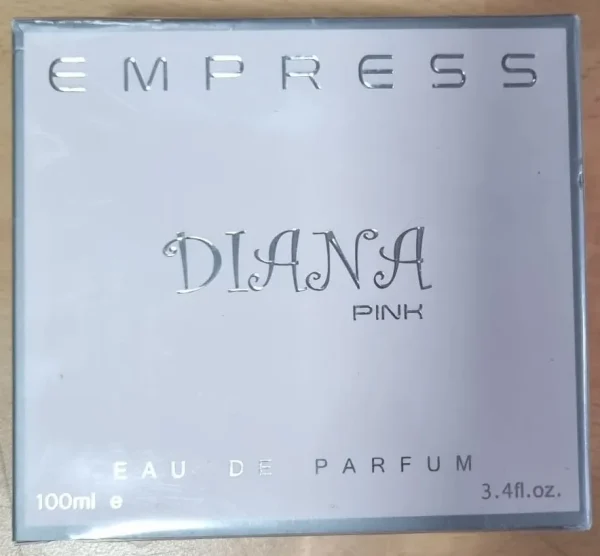 EMPRESS
DIANA
PINK
EAU DE PARFUM
100ml e 3.4fl.oz.